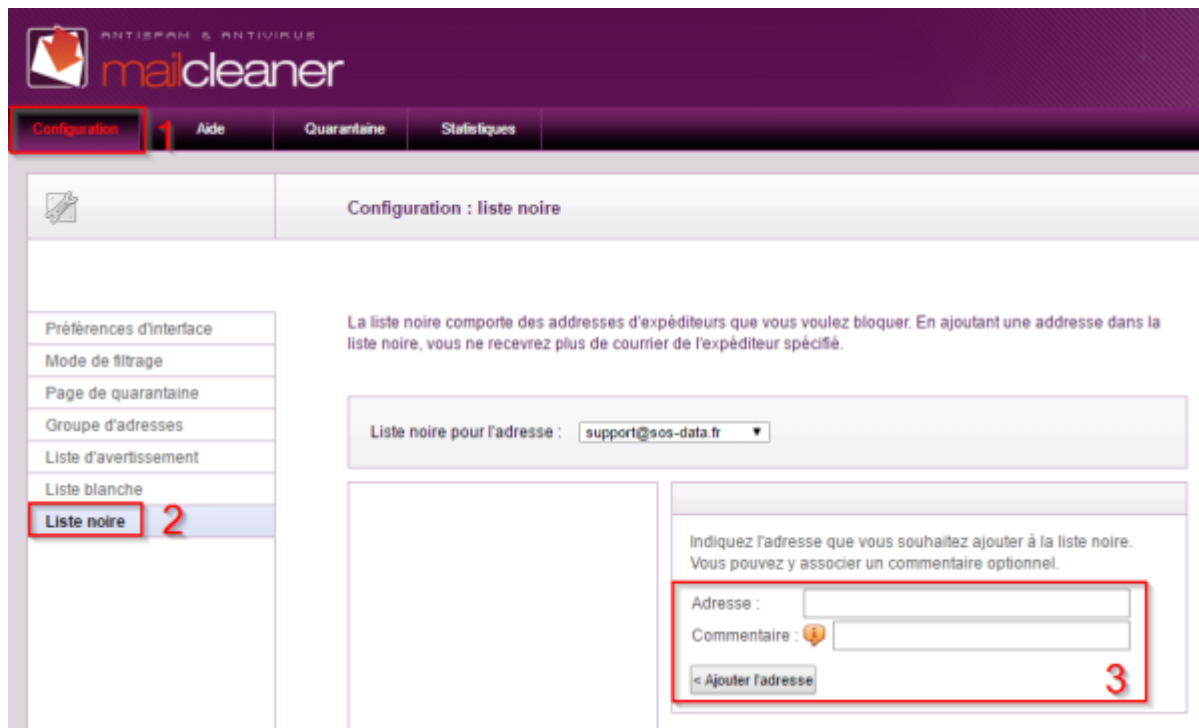 ANTISPAM & ANTIVIRUS
mailcleaner
Configuration 1 Aide Quarantaine Statistiques
Configuration : liste noire
Préférences d'interface
Mode de filtrage
Page de quarantaine
Groupe d'adresses
Liste d'avertissement
Liste blanche
Liste noire 2
La liste noire comporte des addresses d'expéditeurs que vous voulez bloquer. En ajoutant une addresse dans la
liste noire, vous ne recevrez plus de courrier de l'expéditeur spécifié.
Liste noire pour l'adresse : support@sos-data.fr
Indiquez l'adresse que vous souhaitez ajouter à la liste noire.
Vous pouvez y associer un commentaire optionnel.
Adresse :
Commentaire :
< Ajouter l'adresse 3